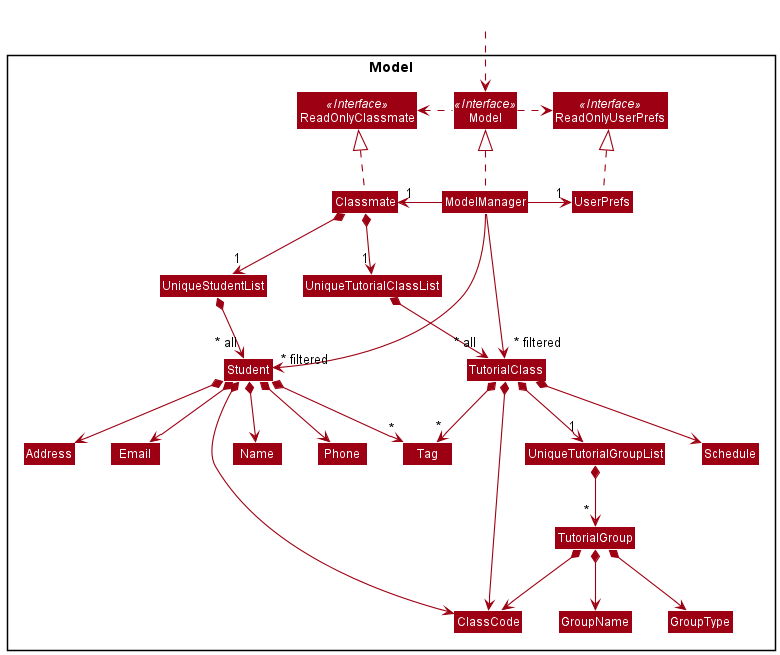 Model
«Interface»
ReadOnlyClassmate
«Interface»
Model
«Interface»
ReadOnlyUserPrefs
Classmate
1
ModelManager
1
UserPrefs
1
1
UniqueStudentList
UniqueTutorialClassList
* all
* filtered
* all
* filtered
Student
TutorialClass
*
*
1
Address
Email
Name
Phone
Tag
UniqueTutorialGroupList
Schedule
*
TutorialGroup
ClassCode
GroupName
GroupType